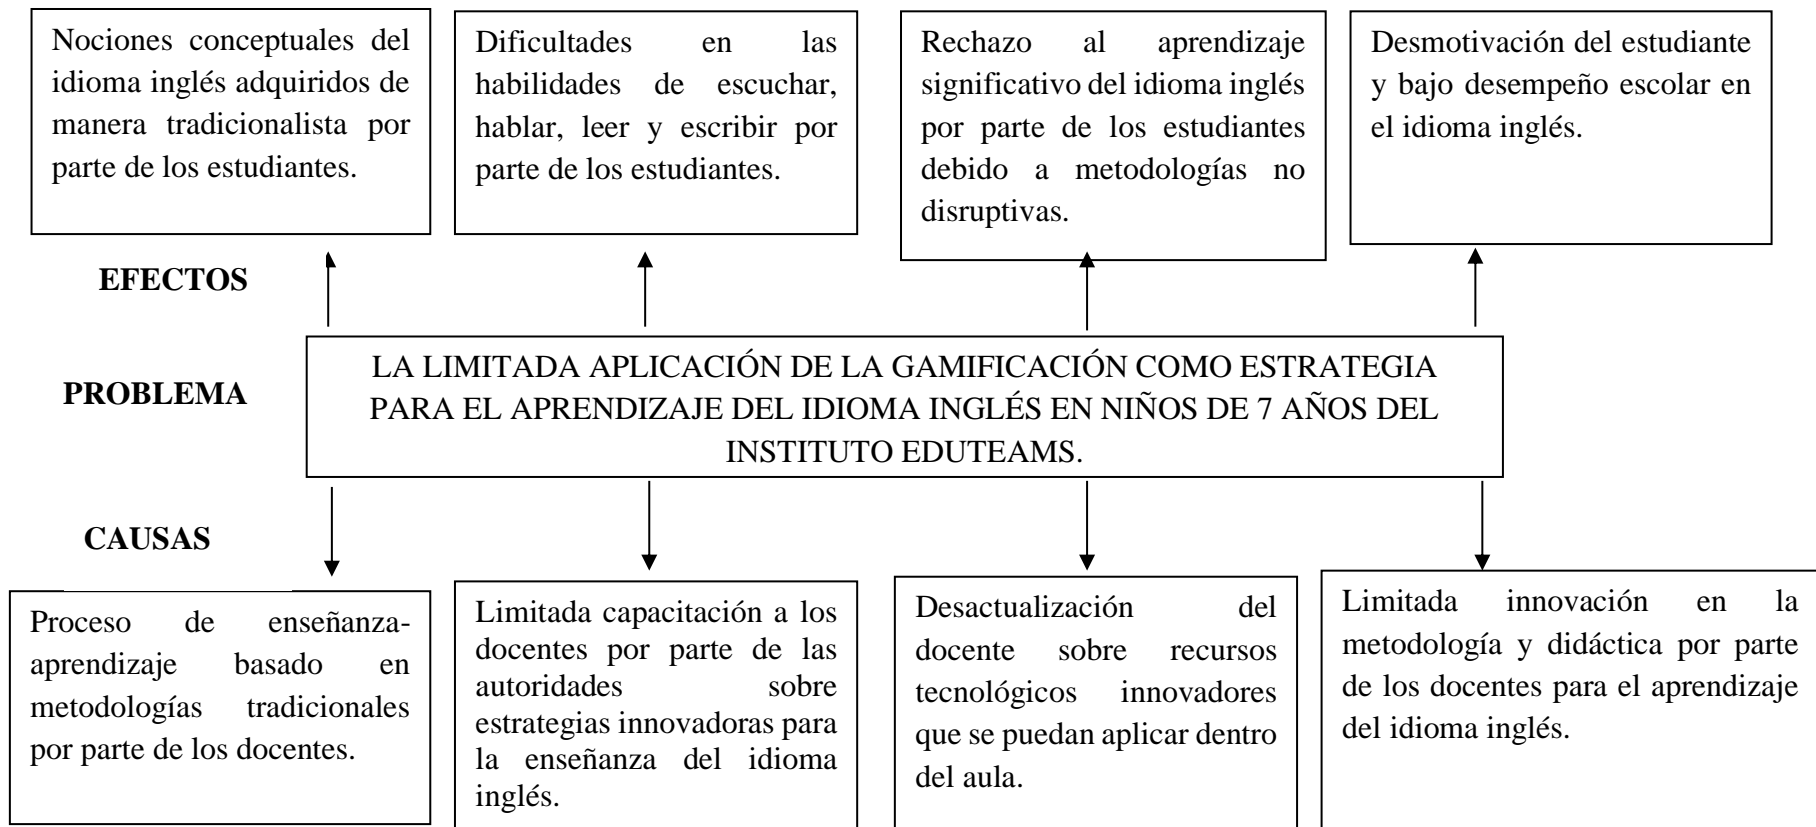 Nociones conceptuales del
idioma inglés adquiridos de
manera tradicionalista por
parte de los estudiantes.
Dificultades en las
habilidades de escuchar,
hablar, leer y escribir por
parte de los estudiantes.
Rechazo al aprendizaje
significativo del idioma inglés
por parte de los estudiantes
debido a metodologías no
disruptivas.
Desmotivación del estudiante
y bajo desempeño escolar en
el idioma inglés.
EFECTOS
PROBLEMA
LA LIMITADA APLICACIÓN DE LA GAMIFICACIÓN COMO ESTRATEGIA
PARA EL APRENDIZAJE DEL IDIOMA INGLÉS EN NIÑOS DE 7 AÑOS DEL
INSTITUTO EDUTEAMS.
CAUSAS
Proceso de enseñanza-
aprendizaje basado en
metodologías tradicionales
por parte de los docentes.
Limitada capacitación a los
docentes por parte de las
autoridades sobre
estrategias innovadoras para
la enseñanza del idioma
inglés.
Desactualización del
docente sobre recursos
tecnológicos innovadores
que se puedan aplicar dentro
del aula.
Limitada innovación en la
metodología y didáctica por parte
de los docentes para el aprendizaje
del idioma inglés.